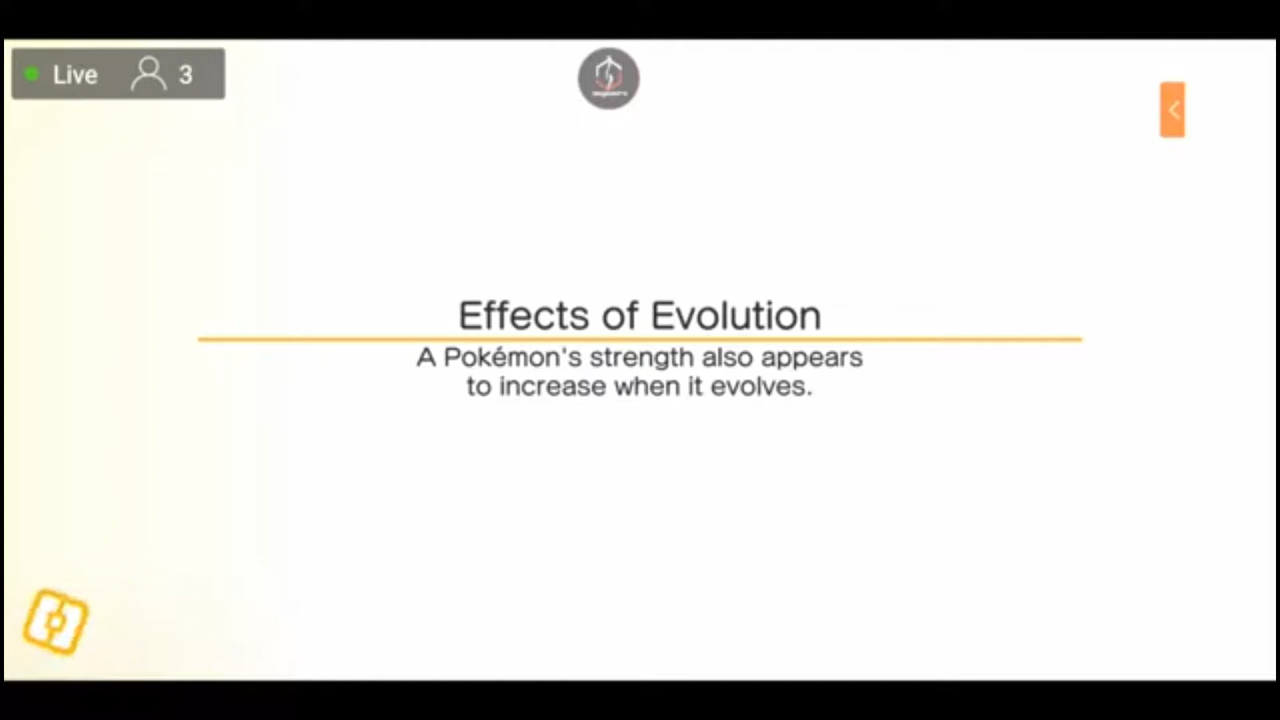 Live 3
Effects of Evolution
A Pokémon's strength also appears
to increase when it evolves.